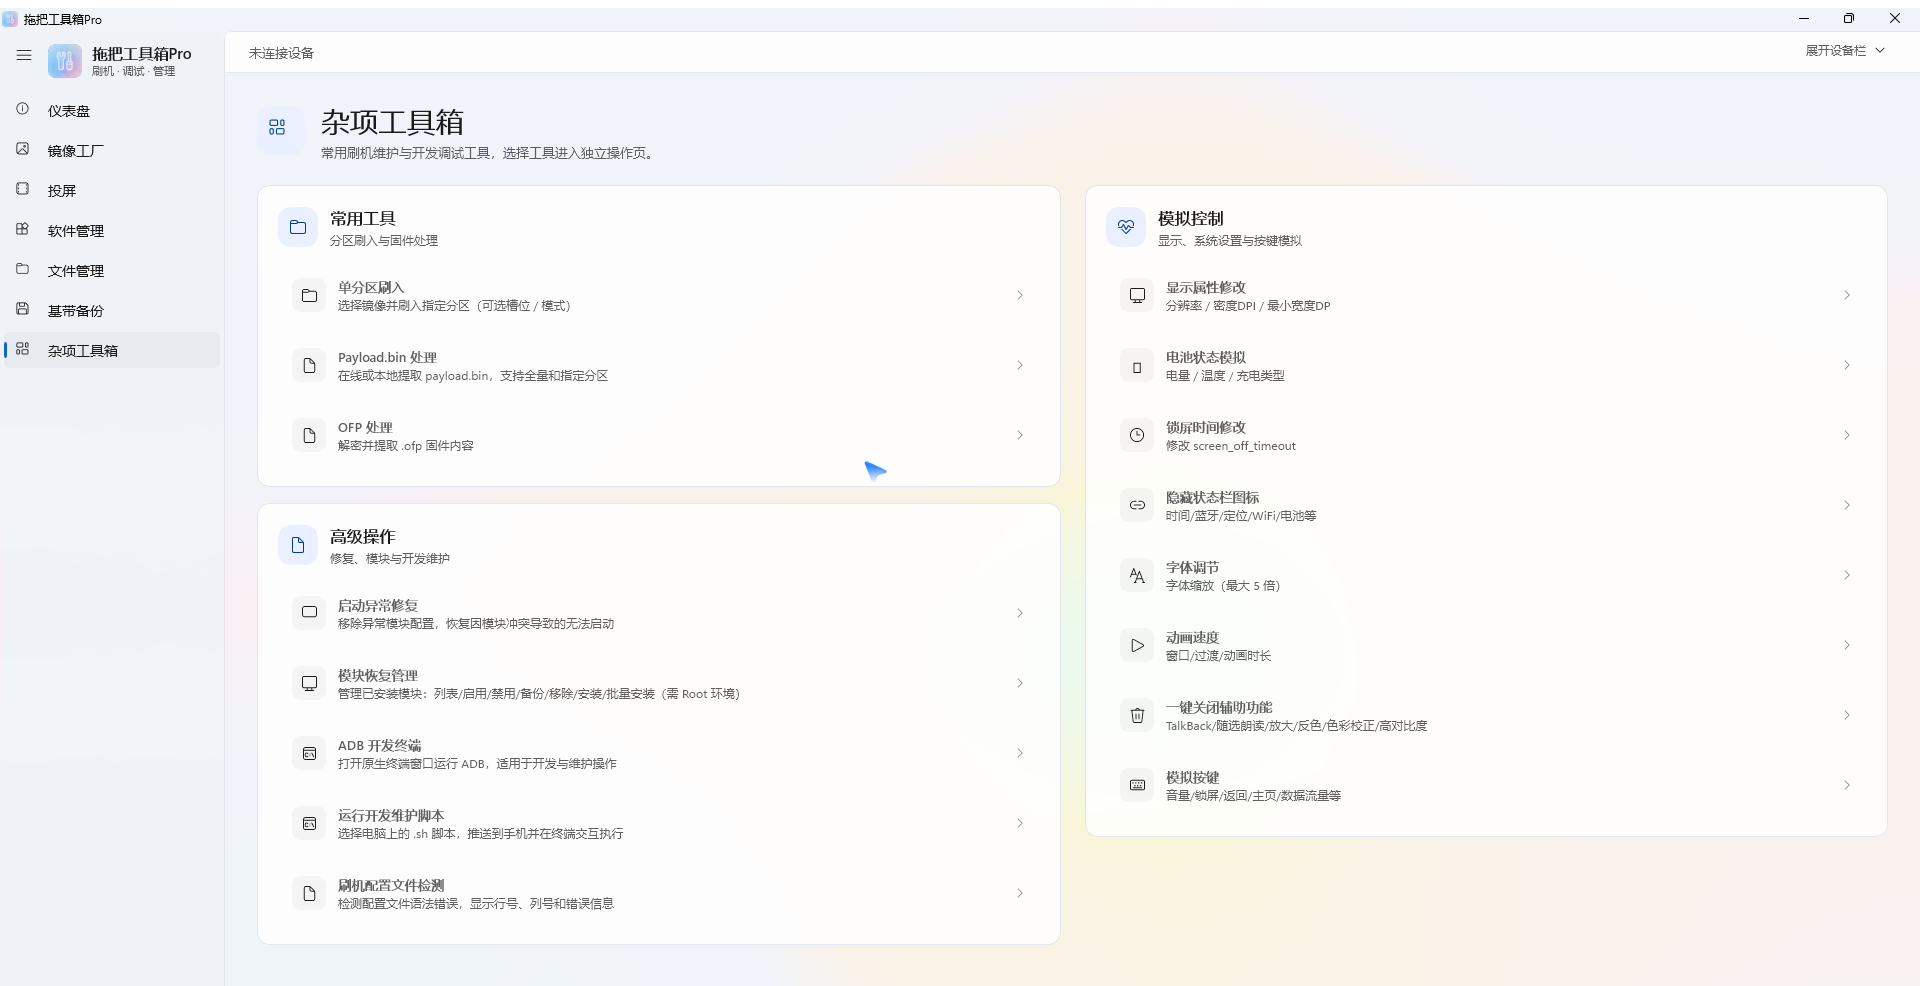 拖把工具箱Pro
拖把工具箱Pro
刷机 · 调试 · 管理
仪表盘
镜像工厂
投屏
软件管理
文件管理
基带备份
杂项工具箱
未连接设备
展开设备栏
杂项工具箱
常用刷机维护与开发调试工具，选择工具进入独立操作页。
常用工具
分区刷入与固件处理
单分区刷入
选择镜像并刷入指定分区（可选槽位 / 模式）
Payload.bin 处理
在线或本地提取 payload.bin，支持全量和指定分区
OFP 处理
解密并提取 .ofp 固件内容
高级操作
修复、模块与开发维护
启动异常修复
移除异常模块配置，恢复因模块冲突导致的无法启动
模块恢复管理
管理已安装模块：列表/启用/禁用/备份/移除/安装/批量安装（需 Root 环境）
ADB 开发终端
打开原生终端窗口运行 ADB，适用于开发与维护操作
运行开发维护脚本
选择电脑上的 .sh 脚本，推送到手机并在终端交互执行
刷机配置文件检测
检测配置文件语法错误，显示行号、列号和错误信息
模拟控制
显示、系统设置与按键模拟
显示属性修改
分辨率 / 密度DPI / 最小宽度DP
电池状态模拟
电量 / 温度 / 充电类型
锁屏时间修改
修改 screen_off_timeout
隐藏状态栏图标
时间/蓝牙/定位/WiFi/电池等
字体调节
字体缩放（最大 5 倍）
动画速度
窗口/过渡/动画时长
一键关闭辅助功能
TalkBack/随选朗读/放大/反色/色彩校正/高对比度
模拟按键
音量/锁屏/返回/主页/数据流量等